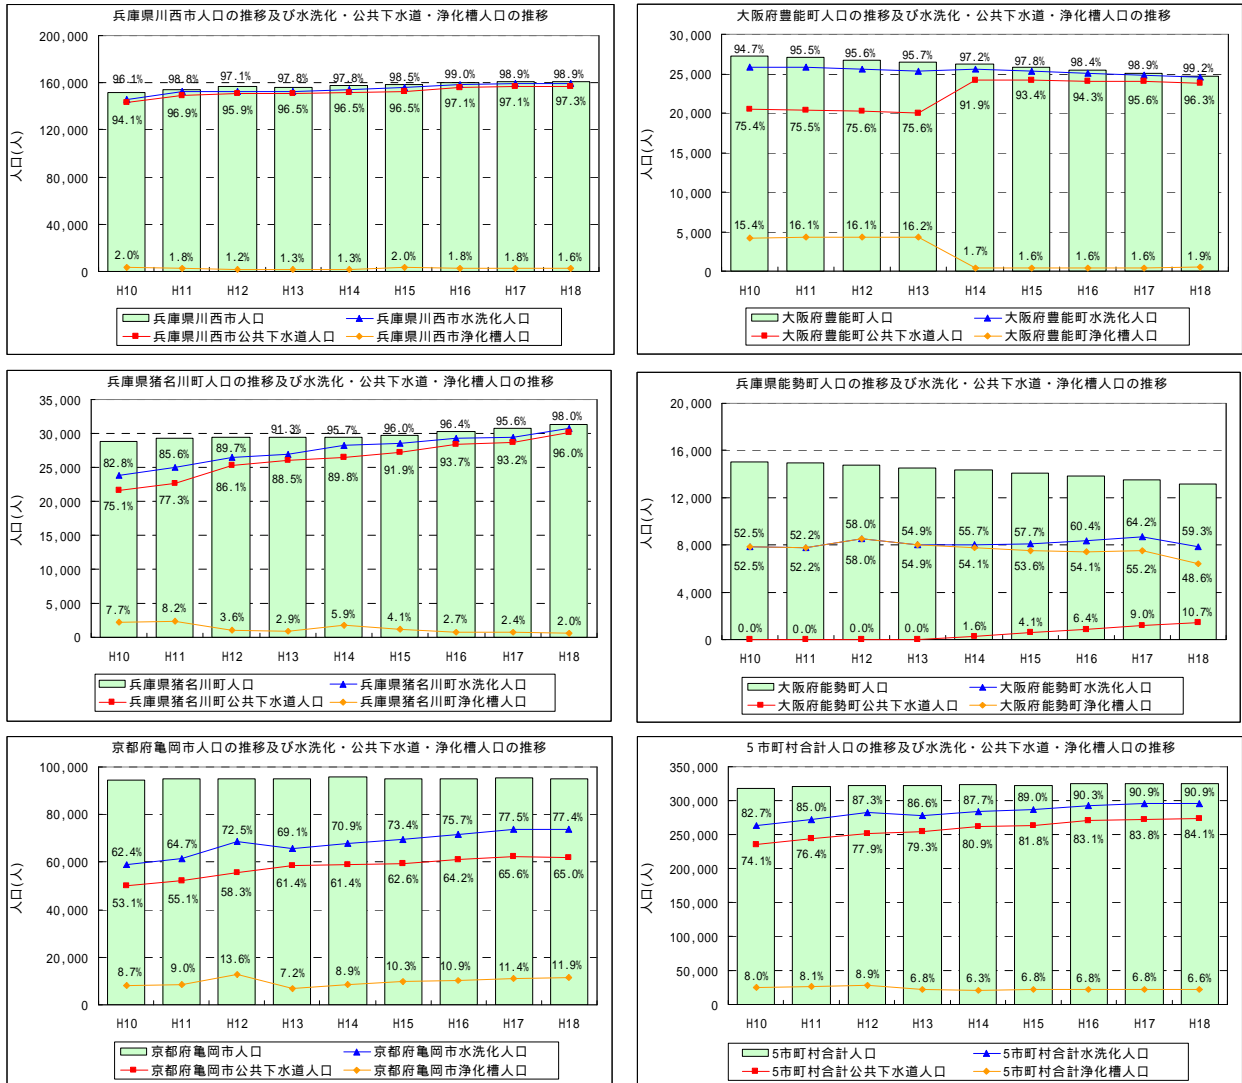 兵庫県川西市人口の推移及び水洗化・公共下水道・浄化槽人口の推移
人口(人)
200,000
160,000
120,000
80,000
40,000
0
96.1% 98.8% 97.1% 97.8% 97.8% 98.5% 99.0% 98.9% 98.9%
94.1% 96.9% 95.9% 96.5% 96.5% 96.5% 97.1% 97.1% 97.3%
2.0% 1.8% 1.2% 1.3% 1.3% 2.0% 1.8% 1.8% 1.6%
H10 H11 H12 H13 H14 H15 H16 H17 H18
兵庫県川西市人口 兵庫県川西市水洗化人口
兵庫県川西市公共下水道人口 兵庫県川西市浄化槽人口
大阪府豊能町人口の推移及び水洗化・公共下水道・浄化槽人口の推移
人口(人)
30,000
25,000
20,000
15,000
10,000
5,000
0
94.7% 95.5% 95.6% 95.7% 97.2% 97.8% 98.4% 98.9% 99.2%
75.4% 75.5% 75.6% 75.6% 91.9% 93.4% 94.3% 95.6% 96.3%
15.4% 16.1% 16.1% 16.2% 1.7% 1.6% 1.6% 1.6% 1.9%
H10 H11 H12 H13 H14 H15 H16 H17 H18
大阪府豊能町人口 大阪府豊能町水洗化人口
大阪府豊能町公共下水道人口 大阪府豊能町浄化槽人口
兵庫県猪名川町人口の推移及び水洗化・公共下水道・浄化槽人口の推移
人口(人)
35,000
30,000
25,000
20,000
15,000
10,000
5,000
0
82.8% 85.6% 89.7% 91.3% 95.7% 96.0% 96.4% 95.6% 98.0%
75.1% 77.3% 86.1% 88.5% 89.8% 91.9% 93.7% 93.2% 96.0%
7.7% 8.2% 3.6% 2.9% 5.9% 4.1% 2.7% 2.4% 2.0%
H10 H11 H12 H13 H14 H15 H16 H17 H18
兵庫県猪名川町人口 兵庫県猪名川町水洗化人口
兵庫県猪名川町公共下水道人口 兵庫県猪名川町浄化槽人口
兵庫県能勢町人口の推移及び水洗化・公共下水道・浄化槽人口の推移
人口(人)
20,000
16,000
12,000
8,000
4,000
0
52.5% 52.2% 58.0% 54.9% 55.7% 57.7% 60.4% 64.2% 59.3%
52.5% 52.2% 58.0% 54.9% 54.1% 53.6% 54.1% 55.2% 48.6%
0.0% 0.0% 0.0% 0.0% 1.6% 4.1% 6.4% 9.0% 10.7%
H10 H11 H12 H13 H14 H15 H16 H17 H18
大阪府能勢町人口 大阪府能勢町水洗化人口
大阪府能勢町公共下水道人口 大阪府能勢町浄化槽人口
京都府亀岡市人口の推移及び水洗化・公共下水道・浄化槽人口の推移
人口(人)
100,000
80,000
60,000
40,000
20,000
0
62.4% 64.7% 72.5% 69.1% 70.9% 73.4% 75.7% 77.5% 77.4%
53.1% 55.1% 58.3% 61.4% 61.4% 62.6% 64.2% 65.6% 65.0%
8.7% 9.0% 13.6% 7.2% 8.9% 10.3% 10.9% 11.4% 11.9%
H10 H11 H12 H13 H14 H15 H16 H17 H18
京都府亀岡市人口 京都府亀岡市水洗化人口
京都府亀岡市公共下水道人口 京都府亀岡市浄化槽人口
5市町村合計人口の推移及び水洗化・公共下水道・浄化槽人口の推移
人口(人)
350,000
300,000
250,000
200,000
150,000
100,000
50,000
0
82.7% 85.0% 87.3% 86.6% 87.7% 89.0% 90.3% 90.9% 90.9%
74.1% 76.4% 77.9% 79.3% 80.9% 81.8% 83.1% 83.8% 84.1%
8.0% 8.1% 8.9% 6.8% 6.3% 6.8% 6.8% 6.8% 6.6%
H10 H11 H12 H13 H14 H15 H16 H17 H18
5市町村合計人口 5市町村合計水洗化人口
5市町村合計公共下水道人口 5市町村合計浄化槽人口